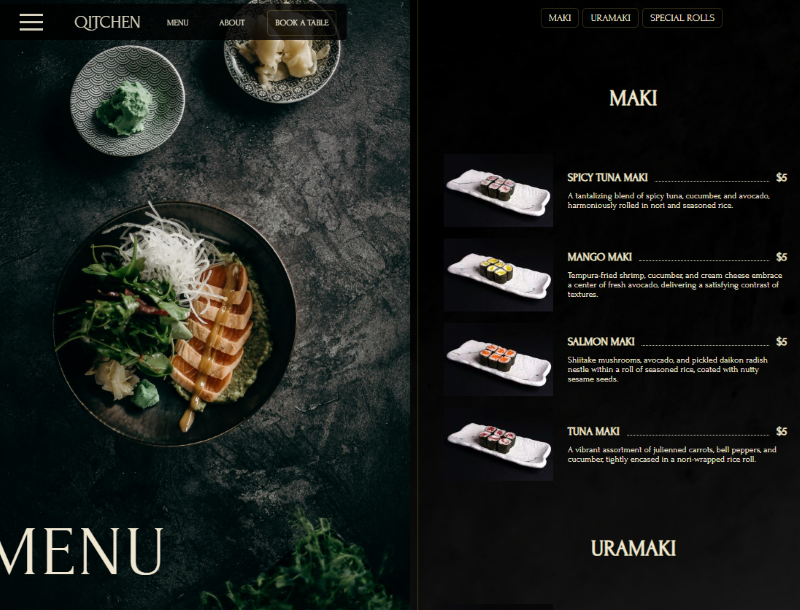 QITCHEN MENU ABOUT BOOK A TABLE
MENU
MAKI URAMAKI SPECIAL ROLLS
MAKI
SPICY TUNA MAKI $5
A tantalizing blend of spicy tuna, cucumber, and avocado,
harmoniously rolled in nori and seasoned rice.
MANGO MAKI $5
Tempura-fried shrimp, cucumber, and cream cheese embrace
a center of fresh avocado, delivering a satisfying contrast of
textures.
SALMON MAKI $5
Shiitake mushrooms, avocado, and pickled daikon radish
nestle within a roll of seasoned rice, coated with nutty
sesame seeds.
TUNA MAKI $5
A vibrant assortment of julienned carrots, bell peppers, and
cucumber, tightly encased in a nori-wrapped rice roll.
URAMAKI